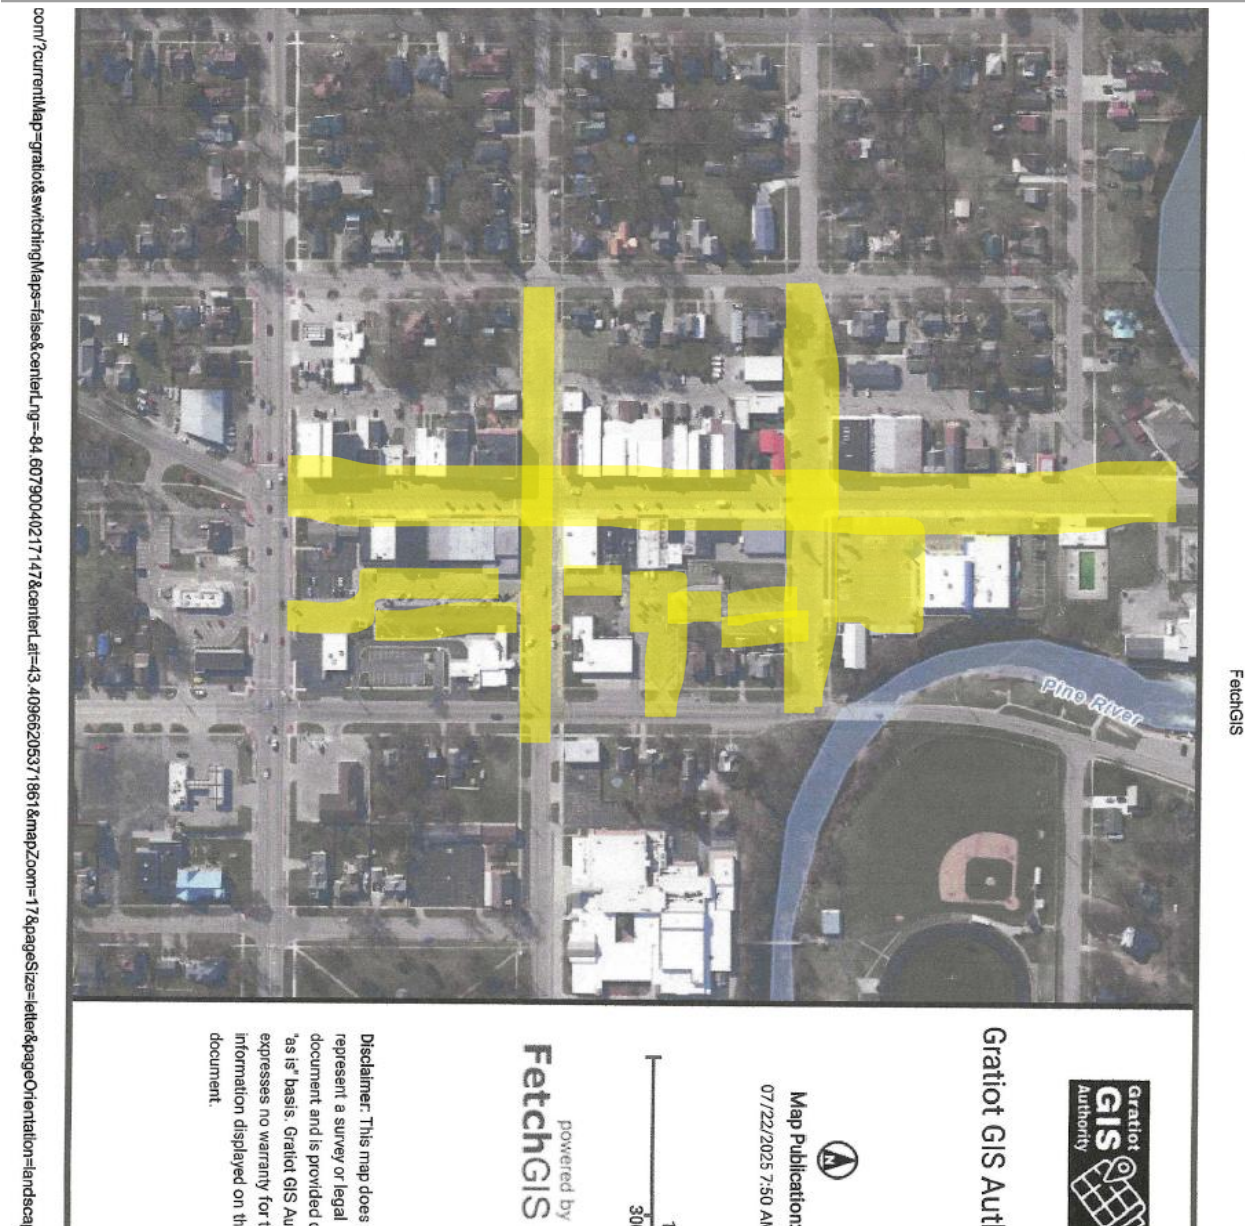 com/?currentMap=gratiot&switchingMaps=false&centerLng=-84.60790040217147&centerLat=43.40966205371861&mapZoom=17&pageSize=letter&pageOrientation=landscap
FetchGIS
Pine River
Gratiot
GIS
Authority
Gratiot GIS Auth
Map Publication:
07/22/2025 7:50 AM
powered by
FetchGIS
Disclaimer: This map does
represent a survey or legal
document and is provided o
"as is" basis. Gratiot GIS Au
expresses no warranty for t
information displayed on th
document.